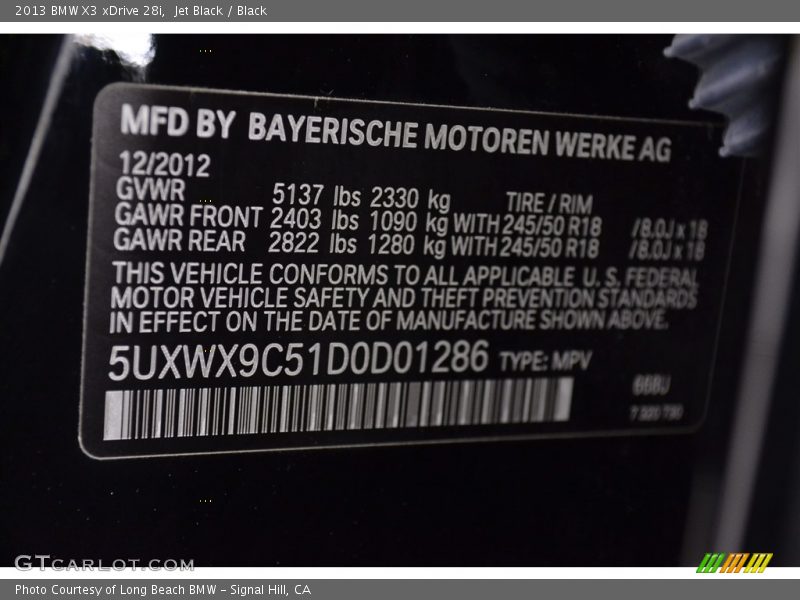 2013 BMW X3 xDrive 28i, Jet Black / Black
MFD BY BAYERISCHE MOTOREN WERKE AG
12/2012
GVWR 5137 lbs 2330 kg TIRE / RIM
GAWR FRONT 2403 lbs 1090 kg WITH 245/50 R18 /8.0J x 18
GAWR REAR 2822 lbs 1280 kg WITH 245/50 R18 /8.0J x 18
THIS VEHICLE CONFORMS TO ALL APPLICABLE U. S. FEDERAL
MOTOR VEHICLE SAFETY AND THEFT PREVENTION STANDARDS
IN EFFECT ON THE DATE OF MANUFACTURE SHOWN ABOVE.
5UXWX9C51D0D01286 TYPE: MPV
668J
GTCARLOT.COM
Photo Courtesy of Long Beach BMW – Signal Hill, CA